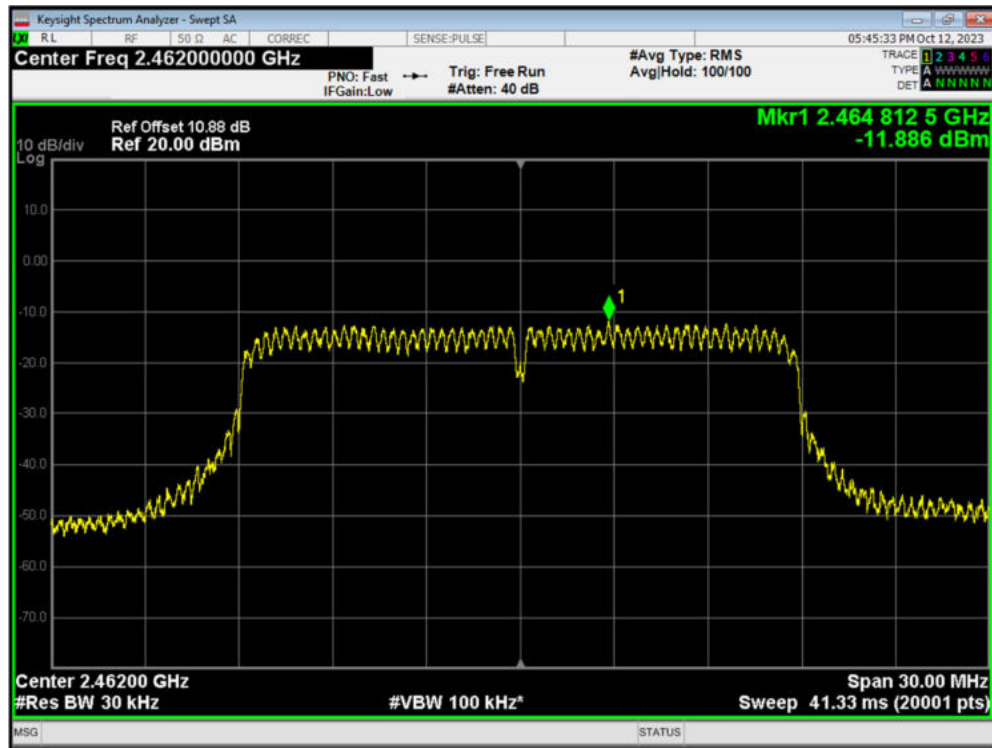 Keysight Spectrum Analyzer - Swept SA
LXI RL RF 50 Ω AC CORREC SENSE:PULSE 05:45:33 PM Oct 12, 2023
Center Freq 2.462000000 GHz #Avg Type: RMS TRACE 1 2 3 4 5 6
PNO: Fast Trig: Free Run Avg|Hold: 100/100 TYPE A WWWWW
IFGain:Low #Atten: 40 dB DET A N N N N N
Mkr1 2.464 812 5 GHz
Ref Offset 10.88 dB
10 dB/div Ref 20.00 dBm -11.886 dBm
Log
10.0
0.00
1
-10.0
-20.0
-30.0
-40.0
-50.0
-60.0
-70.0
Center 2.46200 GHz Span 30.00 MHz
#Res BW 30 kHz #VBW 100 kHz* Sweep 41.33 ms (20001 pts)
MSG STATUS